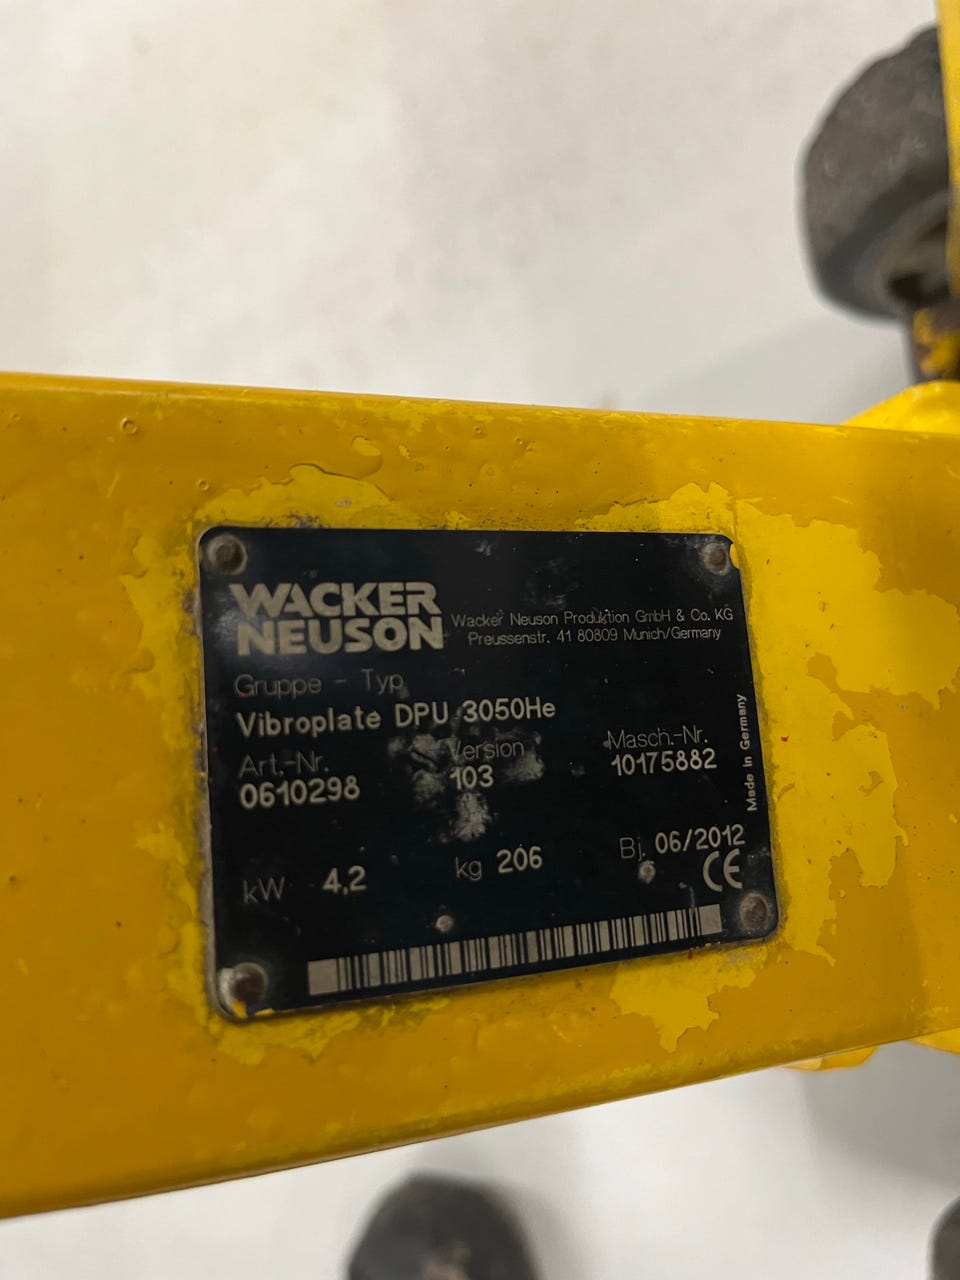 WACKER
NEUSON
Wacker Neuson Produktion GmbH & Co. KG
Preussenstr. 41 80809 Munich/Germany
Gruppe - Typ
Vibroplate DPU 3050He
Art.-Nr. Version Masch.-Nr.
0610298 103 10175882
kW 4,2 kg 206 Bj. 06/2012
CE
Made in Germany